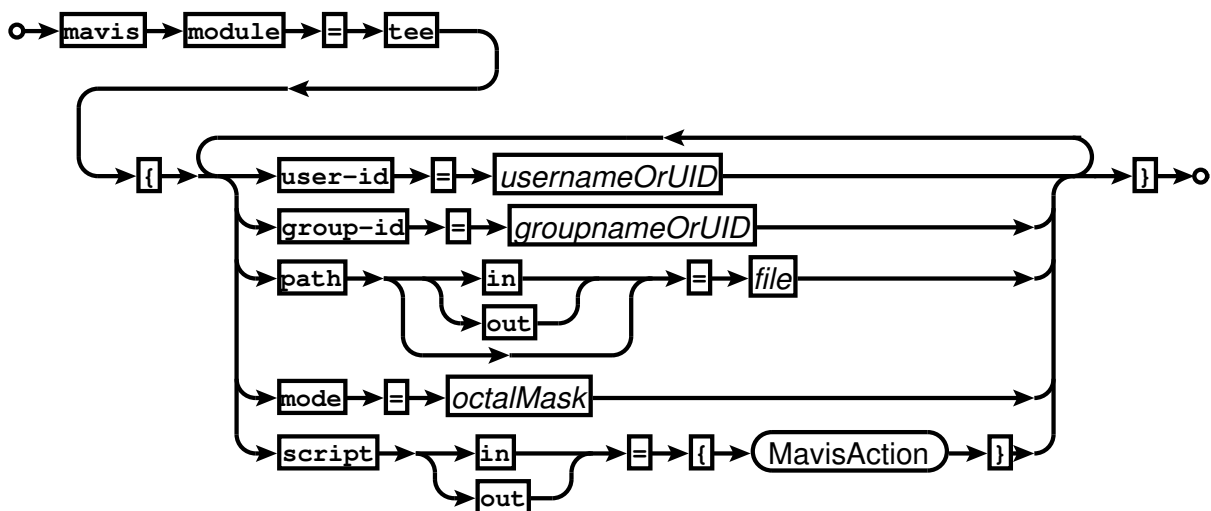 mavis module = tee
{ user-id = usernameOrUID }
group-id = groupnameOrUID
path in = file
out
mode = octalMask
script in = { MavisAction }
out